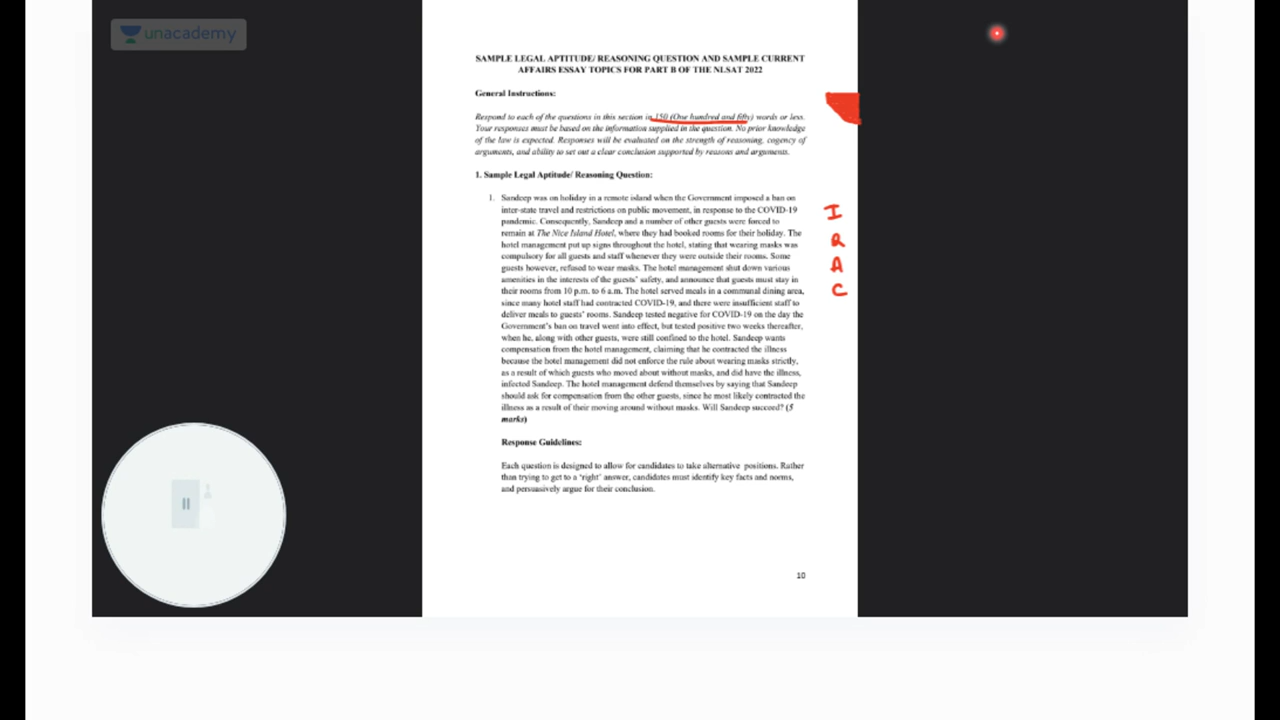 unacademy
SAMPLE LEGAL APTITUDE/ REASONING QUESTION AND SAMPLE CURRENT
AFFAIRS ESSAY TOPICS FOR PART B OF THE NLSAT 2022
General Instructions:
Respond to each of the questions in this section in 150 (One hundred and fifty) words or less.
Your responses must be based on the information supplied in the question. No prior knowledge
of the law is expected. Responses will be evaluated on the strength of reasoning, cogency of
arguments, and ability to set out a clear conclusion supported by reasons and arguments.
1. Sample Legal Aptitude/ Reasoning Question:
1. Sandeep was on holiday in a remote island when the Government imposed a ban on
inter-state travel and restrictions on public movement, in response to the COVID-19
pandemic. Consequently, Sandeep and a number of other guests were forced to
remain at The Nice Island Hotel, where they had booked rooms for their holiday. The
hotel management put up signs throughout the hotel, stating that wearing masks was
compulsory for all guests and staff whenever they were outside their rooms. Some
guests however, refused to wear masks. The hotel management shut down various
amenities in the interests of the guests' safety, and announce that guests must stay in
their rooms from 10 p.m. to 6 a.m. The hotel served meals in a communal dining area,
since many hotel staff had contracted COVID-19, and there were insufficient staff to
deliver meals to guests' rooms. Sandeep tested negative for COVID-19 on the day the
Government's ban on travel went into effect, but tested positive two weeks thereafter,
when he, along with other guests, were still confined to the hotel. Sandeep wants
compensation from the hotel management, claiming that he contracted the illness
because the hotel management did not enforce the rule about wearing masks strictly,
as a result of which guests who moved about without masks, and did have the illness,
infected Sandeep. The hotel management defend themselves by saying that Sandeep
should ask for compensation from the other guests, since he most likely contracted the
illness as a result of their moving around without masks. Will Sandeep succeed? (5
marks)
Response Guidelines:
Each question is designed to allow for candidates to take alternative positions. Rather
than trying to get to a 'right' answer, candidates must identify key facts and norms,
and persuasively argue for their conclusion.
10
I
R
A
C